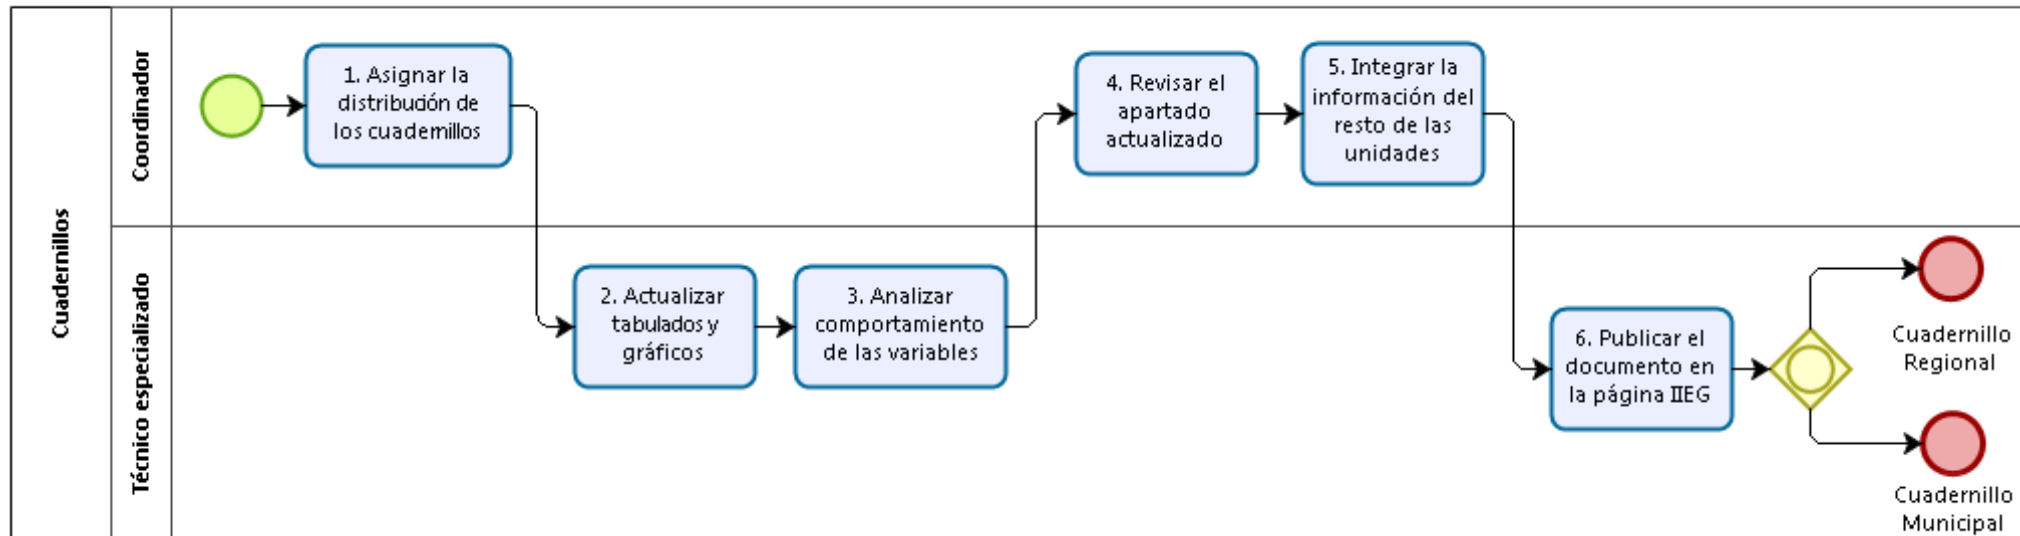 Cuadernillos
Coordinador
1. Asignar la
distribución de
los cuadernillos
4. Revisar el
apartado
actualizado
5. Integrar la
información del
resto de las
unidades
Técnico especializado
2. Actualizar
tabulados y
gráficos
3. Analizar
comportamiento
de las variables
6. Publicar el
documento en
la página IIEG
Cuadernillo
Regional
Cuadernillo
Municipal